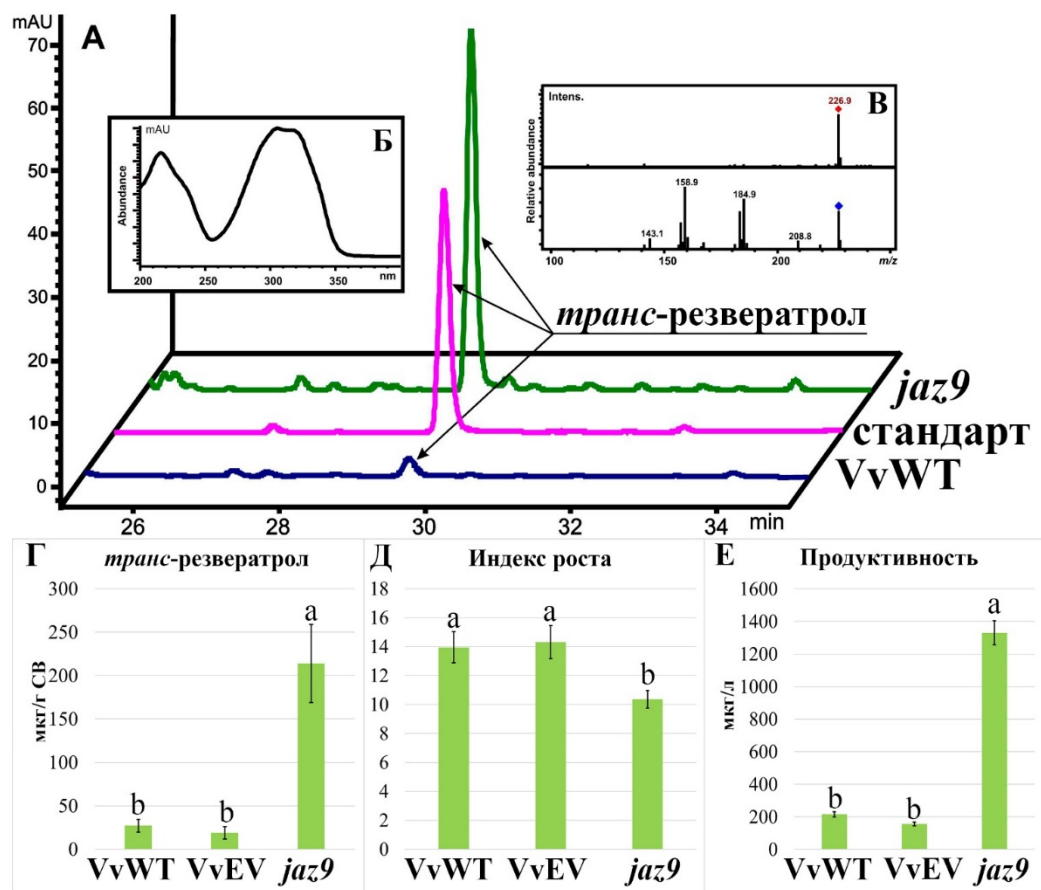 mAU
А
70
60
50
40
30
20
10
0
mAU
Б
Abundance
200 250 300 350 nm
Intens.
226.9
В
Relative abundance
158.9
184.9
143.1
208.8
100 150 200 m/z
транс-резвератрол
jaz9
стандарт
VvWT
26 28 30 32 34 min
Г транс-резвератрол
мкг/г СВ
300
250
200
150
100
50
0
b b a
VvWT VvEV jaz9
Д Индекс роста
18
16
14
12
10
8
6
4
2
0
a a b
VvWT VvEV jaz9
Е Продуктивность
мкг/л
1600
1400
1200
1000
800
600
400
200
0
b b a
VvWT VvEV jaz9